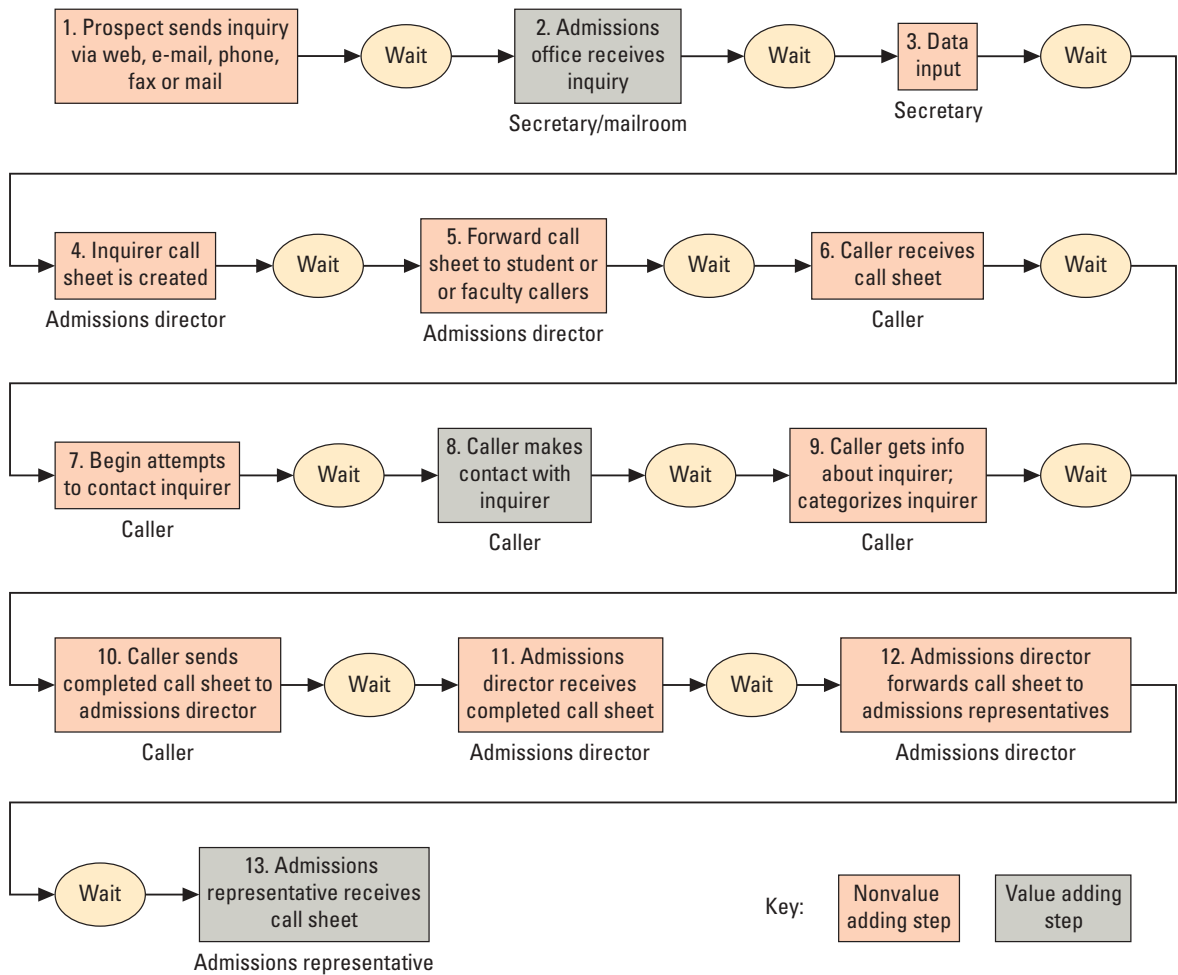 1. Prospect sends inquiry
via web, e-mail, phone,
fax or mail
Wait
2. Admissions
office receives
inquiry
Secretary/mailroom
Wait
3. Data
input
Secretary
Wait
4. Inquirer call
sheet is created
Admissions director
Wait
5. Forward call
sheet to student or
or faculty callers
Admissions director
Wait
6. Caller receives
call sheet
Caller
Wait
7. Begin attempts
to contact inquirer
Caller
Wait
8. Caller makes
contact with
inquirer
Caller
Wait
9. Caller gets info
about inquirer;
categorizes inquirer
Caller
Wait
10. Caller sends
completed call sheet to
admissions director
Caller
Wait
11. Admissions
director receives
completed call sheet
Admissions director
Wait
12. Admissions director
forwards call sheet to
admissions representatives
Admissions director
Wait
13. Admissions
representative receives
call sheet
Admissions representative
Key:
Nonvalue
adding step
Value adding
step